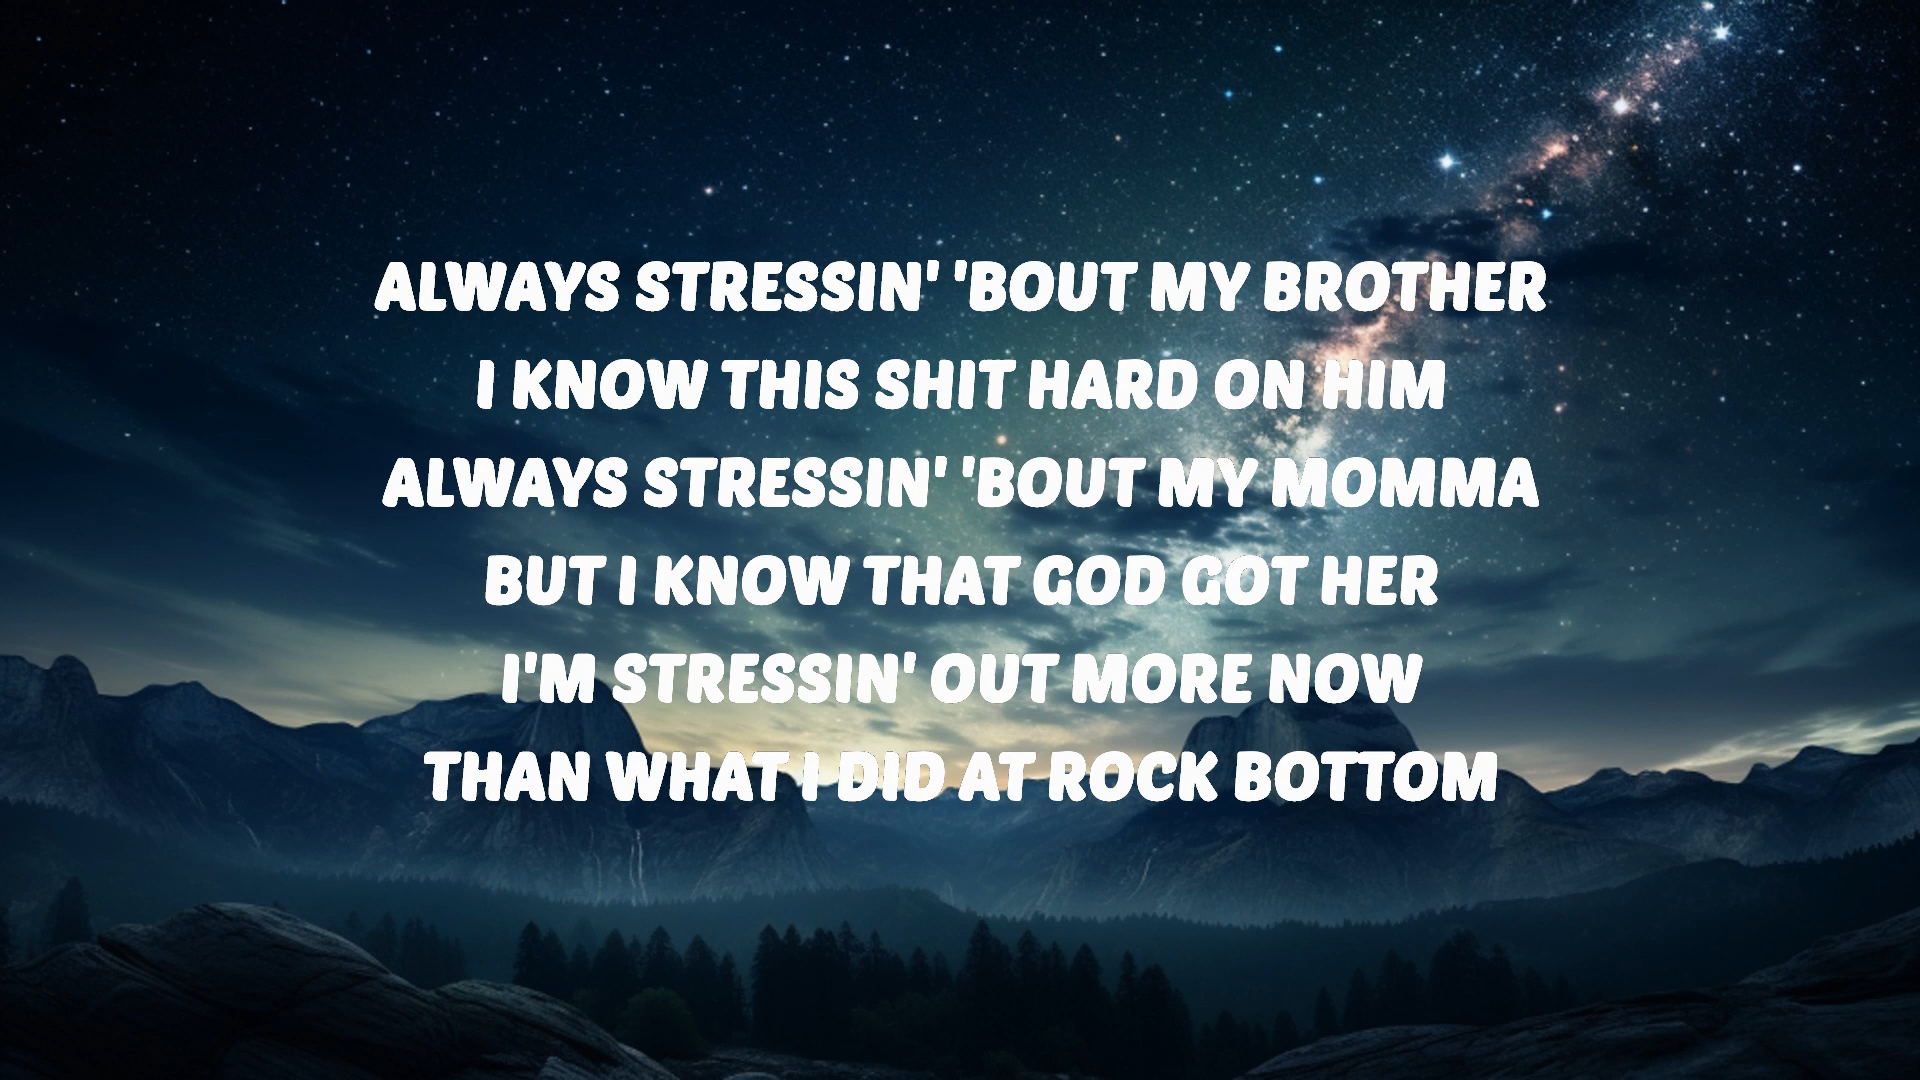 ALWAYS STRESSIN' 'BOUT MY BROTHER
I KNOW THIS SHIT HARD ON HIM
ALWAYS STRESSIN' 'BOUT MY MOMMA
BUT I KNOW THAT GOD GOT HER
I'M STRESSIN' OUT MORE NOW
THAN WHAT I DID AT ROCK BOTTOM